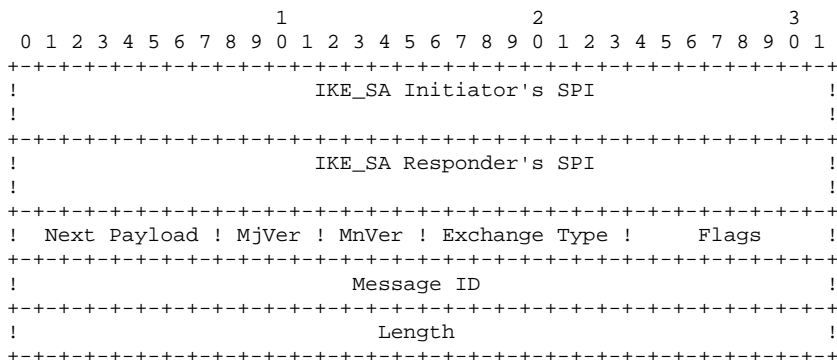 1                   2                   3
 0 1 2 3 4 5 6 7 8 9 0 1 2 3 4 5 6 7 8 9 0 1 2 3 4 5 6 7 8 9 0 1
+-+-+-+-+-+-+-+-+-+-+-+-+-+-+-+-+-+-+-+-+-+-+-+-+-+-+-+-+-+-+-+-+
!                       IKE_SA Initiator's SPI                  !
!                                                               !
+-+-+-+-+-+-+-+-+-+-+-+-+-+-+-+-+-+-+-+-+-+-+-+-+-+-+-+-+-+-+-+-+
!                       IKE_SA Responder's SPI                  !
!                                                               !
+-+-+-+-+-+-+-+-+-+-+-+-+-+-+-+-+-+-+-+-+-+-+-+-+-+-+-+-+-+-+-+-+
!  Next Payload ! MjVer ! MnVer ! Exchange Type !     Flags     !
+-+-+-+-+-+-+-+-+-+-+-+-+-+-+-+-+-+-+-+-+-+-+-+-+-+-+-+-+-+-+-+-+
!                          Message ID                           !
+-+-+-+-+-+-+-+-+-+-+-+-+-+-+-+-+-+-+-+-+-+-+-+-+-+-+-+-+-+-+-+-+
!                            Length                             !
+-+-+-+-+-+-+-+-+-+-+-+-+-+-+-+-+-+-+-+-+-+-+-+-+-+-+-+-+-+-+-+-+